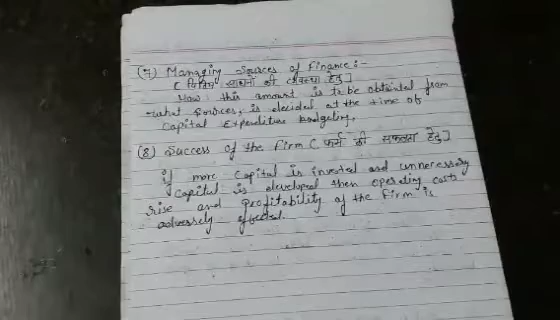 (7) Managing Sources of Finance:-
[ वित्तिय साधनों की व्यवस्था हेतु ]
How this amount is to be obtained from
what sources, is decided at the time of
Capital Expenditure budgeting.
(8) Success of the Firm [ फर्म की सफलता हेतु ]
if more capital is invested and unnecessary
Capital is developed then operating costs
rise and profitability of the Firm is
adversely effected.